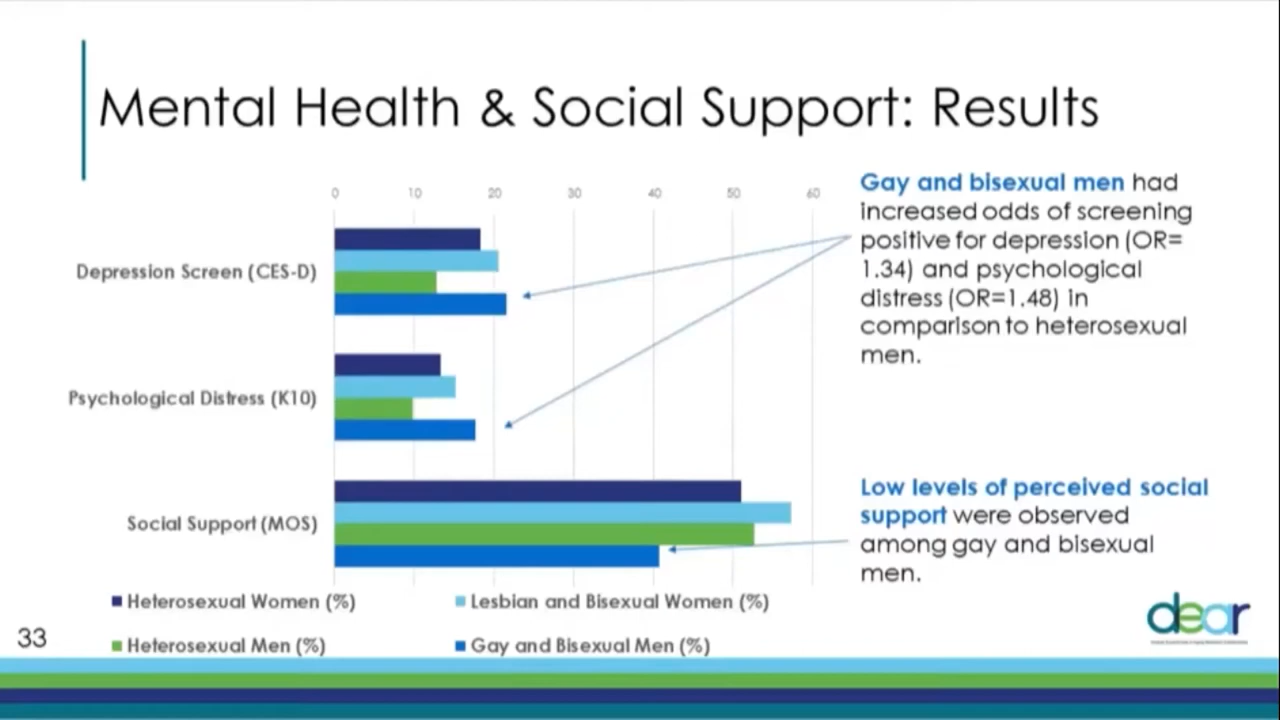 Mental Health & Social Support: Results
0 10 20 30 40 50 60
Depression Screen (CES-D)
Psychological Distress (K10)
Social Support (MOS)
Heterosexual Women (%)
Lesbian and Bisexual Women (%)
Heterosexual Men (%)
Gay and Bisexual Men (%)
Gay and bisexual men had
increased odds of screening
positive for depression (OR=
1.34) and psychological
distress (OR=1.48) in
comparison to heterosexual
men.
Low levels of perceived social
support were observed
among gay and bisexual
men.
dear
33